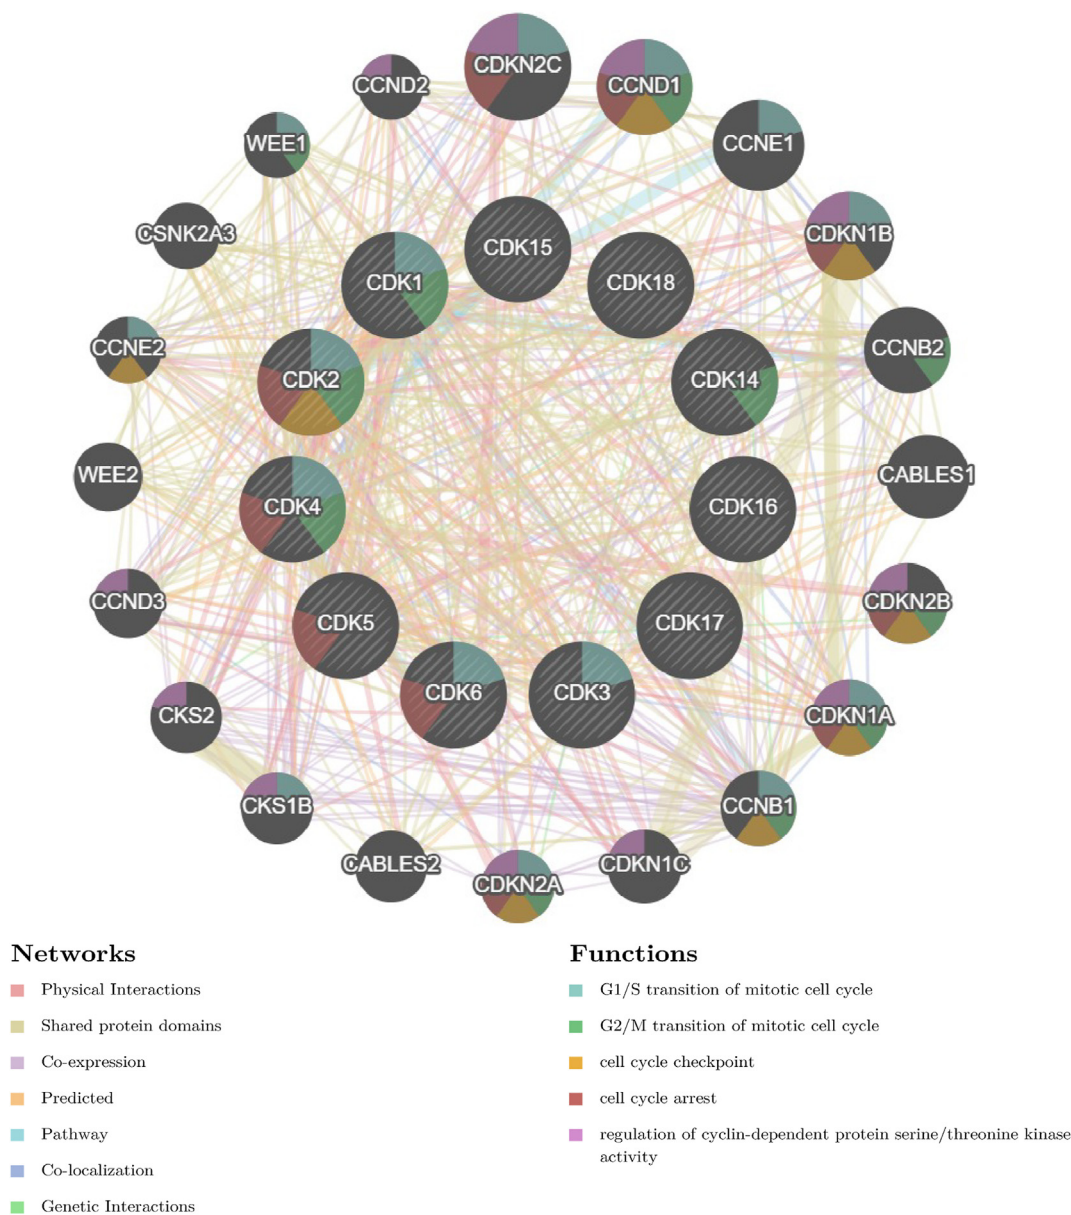 CDKN2C
CCND1
CCND2
CCNE1
WEE1
CSNK2A3
CDKN1B
CDK15
CDK1
CDK18
CCNE2
CCNB2
CDK2
CDK14
WEE2
CABLES1
CDK4
CDK16
CCND3
CDKN2B
CDK5
CDK17
CDK6
CDK3
CKS2
CDKN1A
CKS1B
CCNB1
CABLES2
CDKN1C
CDKN2A
Networks
Physical Interactions
Shared protein domains
Co-expression
Predicted
Pathway
Co-localization
Genetic Interactions
Functions
G1/S transition of mitotic cell cycle
G2/M transition of mitotic cell cycle
cell cycle checkpoint
cell cycle arrest
regulation of cyclin-dependent protein serine/threonine kinase
activity